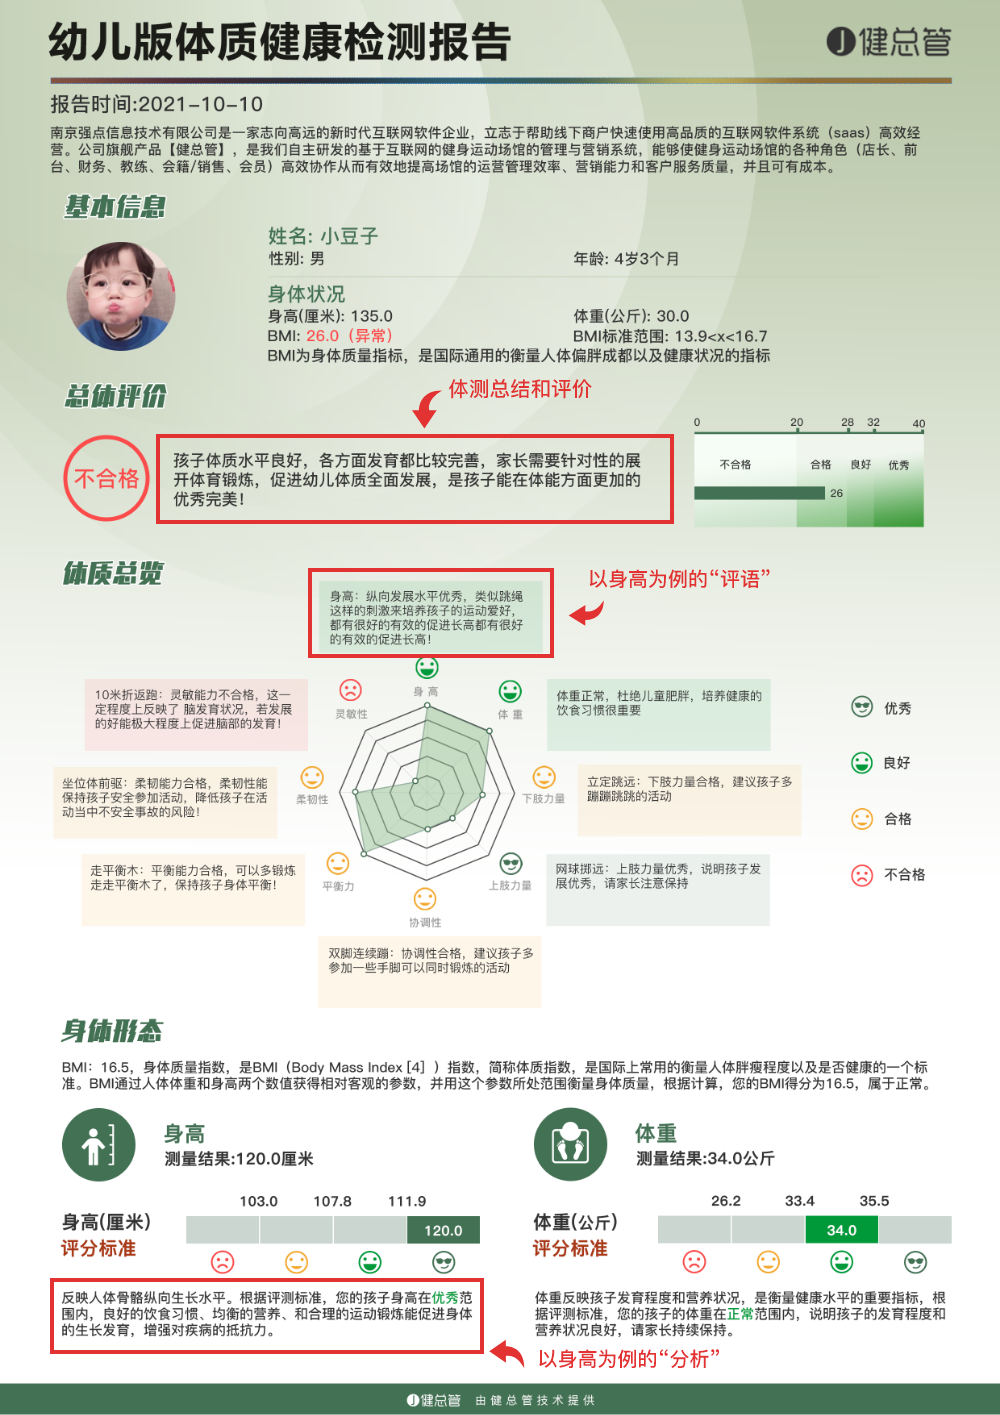 幼儿版体质健康检测报告
J健总管
报告时间:2021-10-10
南京强点信息技术有限公司是一家志向高远的新时代互联网软件企业，立志于帮助线下商户快速使用高品质的互联网软件系统（saas）高效经
营。公司旗舰产品【健总管】，是我们自主研发的基于互联网的健身运动场馆的管理与营销系统，能够使健身运动场馆的各种角色（店长、前
台、财务、教练、会籍/销售、会员）高效协作从而有效地提高场馆的运营管理效率、营销能力和客户服务质量，并且可有成本。
基本信息
姓名: 小豆子
性别: 男
年龄: 4岁3个月
身体状况
身高(厘米): 135.0
体重(公斤): 30.0
BMI: 26.0（异常）
BMI标准范围: 13.9<x<16.7
BMI为身体质量指标，是国际通用的衡量人体偏胖成都以及健康状况的指标
总体评价
体测总结和评价
不合格
孩子体质水平良好，各方面发育都比较完善，家长需要针对性的展
开体育锻炼，促进幼儿体质全面发展，是孩子能在体能方面更加的
优秀完美！
0 20 28 32 40
不合格 合格 良好 优秀
26
体质总览
以身高为例的“评语”
身高：纵向发展水平优秀，类似跳绳
这样的刺激来培养孩子的运动爱好，
都有很好的有效的促进长高都有很好
的有效的促进长高！
身 高
10米折返跑：灵敏能力不合格，这一
定程度上反映了 脑发育状况，若发展
的好能极大程度上促进脑部的发育！
灵敏性
体 重
体重正常，杜绝儿童肥胖，培养健康的
饮食习惯很重要
优秀
良好
合格
不合格
坐位体前驱：柔韧能力合格，柔韧性能
保持孩子安全参加活动，降低孩子在活
动当中不安全事故的风险！
柔韧性
下肢力量
立定跳远：下肢力量合格，建议孩子多
蹦蹦跳跳的活动
走平衡木：平衡能力合格，可以多锻炼
走走平衡木了，保持孩子身体平衡！
平衡力
上肢力量
网球掷远：上肢力量优秀，说明孩子发
展优秀，请家长注意保持
协调性
双脚连续蹦：协调性合格，建议孩子多
参加一些手脚可以同时锻炼的活动
身体形态
BMI：16.5，身体质量指数，是BMI（Body Mass Index [4] ）指数，简称体质指数，是国际上常用的衡量人体胖瘦程度以及是否健康的一个标
准。BMI通过人体体重和身高两个数值获得相对客观的参数，并用这个参数所处范围衡量身体质量，根据计算，您的BMI得分为16.5，属于正常。
身高
测量结果:120.0厘米
103.0 107.8 111.9
身高(厘米)
120.0
评分标准
反映人体骨骼纵向生长水平。根据评测标准，您的孩子身高在优秀范
围内，良好的饮食习惯、均衡的营养、和合理的运动锻炼能促进身体
的生长发育，增强对疾病的抵抗力。
体重
测量结果:34.0公斤
26.2 33.4 35.5
体重(公斤)
34.0
评分标准
体重反映孩子发育程度和营养状况，是衡量健康水平的重要指标，根
据评测标准，您的孩子的体重在正常范围内，说明孩子的发育程度和
营养状况良好，请家长持续保持。
以身高为例的“分析”
J健总管 由健总管技术提供